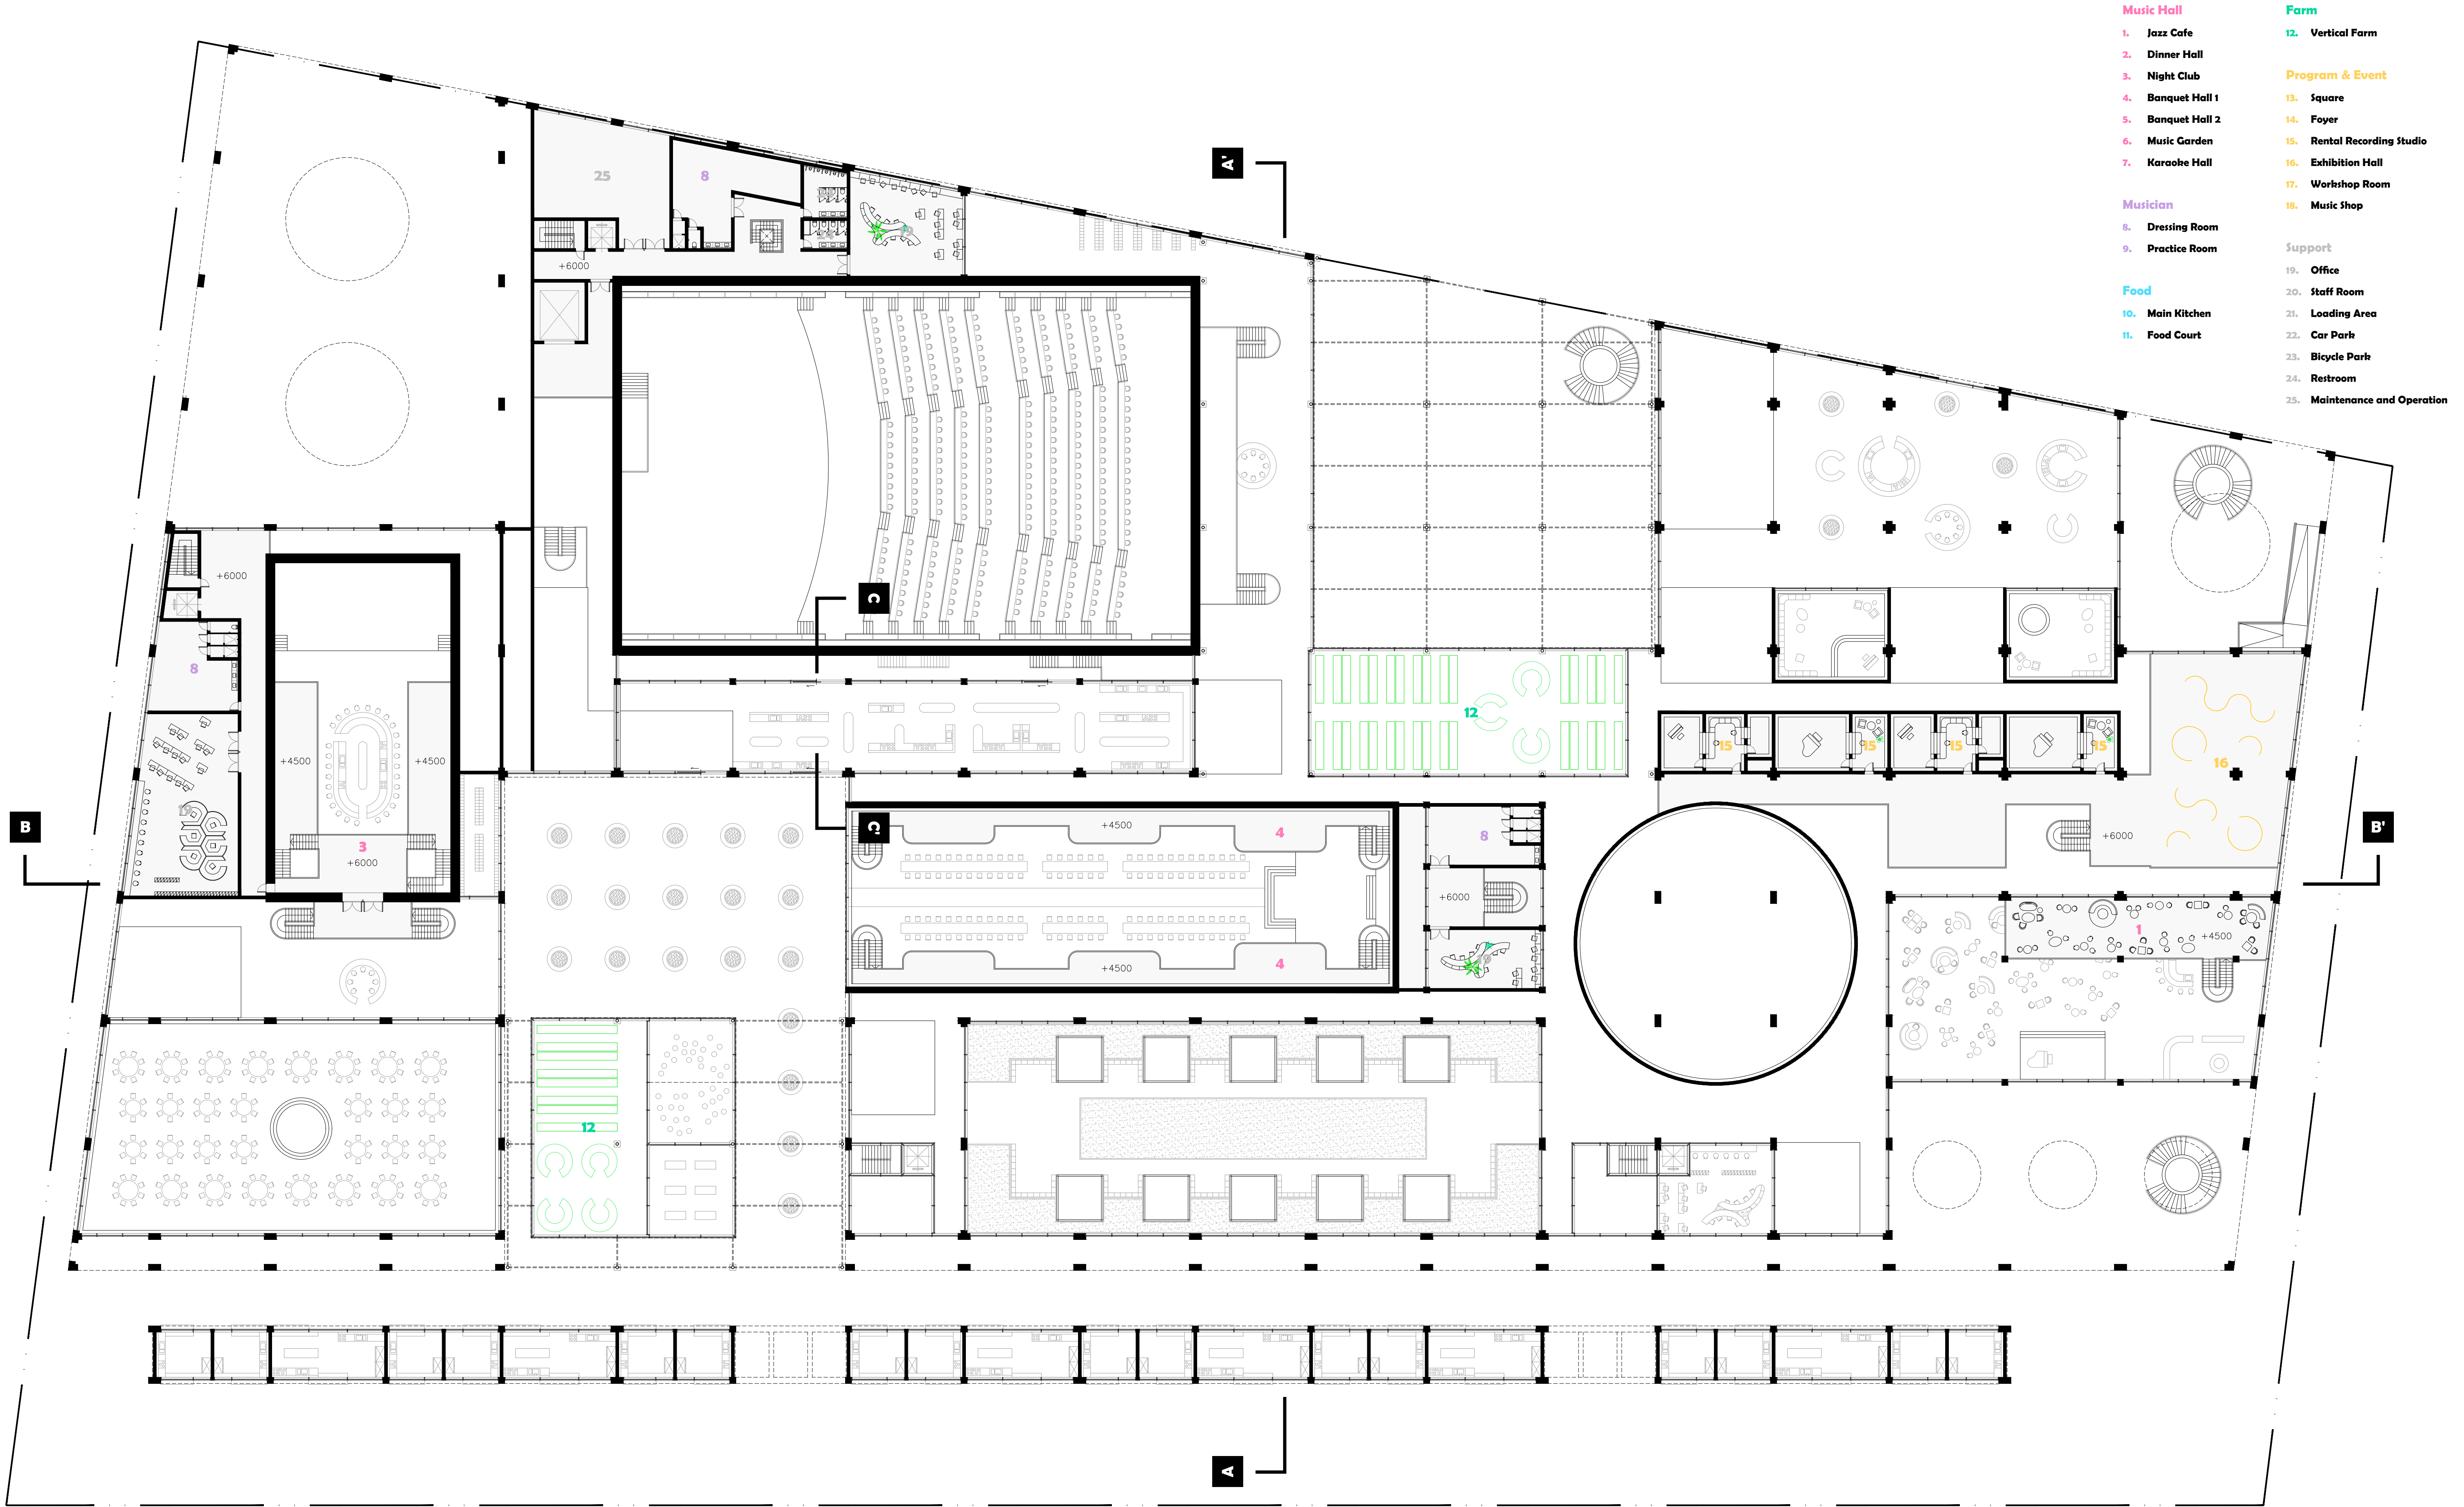 Music Hall
1. Jazz Cafe
2. Dinner Hall
3. Night Club
4. Banquet Hall 1
5. Banquet Hall 2
6. Music Garden
7. Karaoke Hall
Musician
8. Dressing Room
9. Practice Room
Food
10. Main Kitchen
11. Food Court
Farm
12. Vertical Farm
Program & Event
13. Square
14. Foyer
15. Rental Recording Studio
16. Exhibition Hall
17. Workshop Room
18. Music Shop
Support
19. Office
20. Staff Room
21. Loading Area
22. Car Park
23. Bicycle Park
24. Restroom
25. Maintenance and Operation
A'
25
8
+6000
C
+6000
8
12
15
15
15
15
16
+4500
+4500
19
B
3
+6000
C'
+4500
4
8
+6000
B'
+6000
1
+4500
+4500
4
12
A